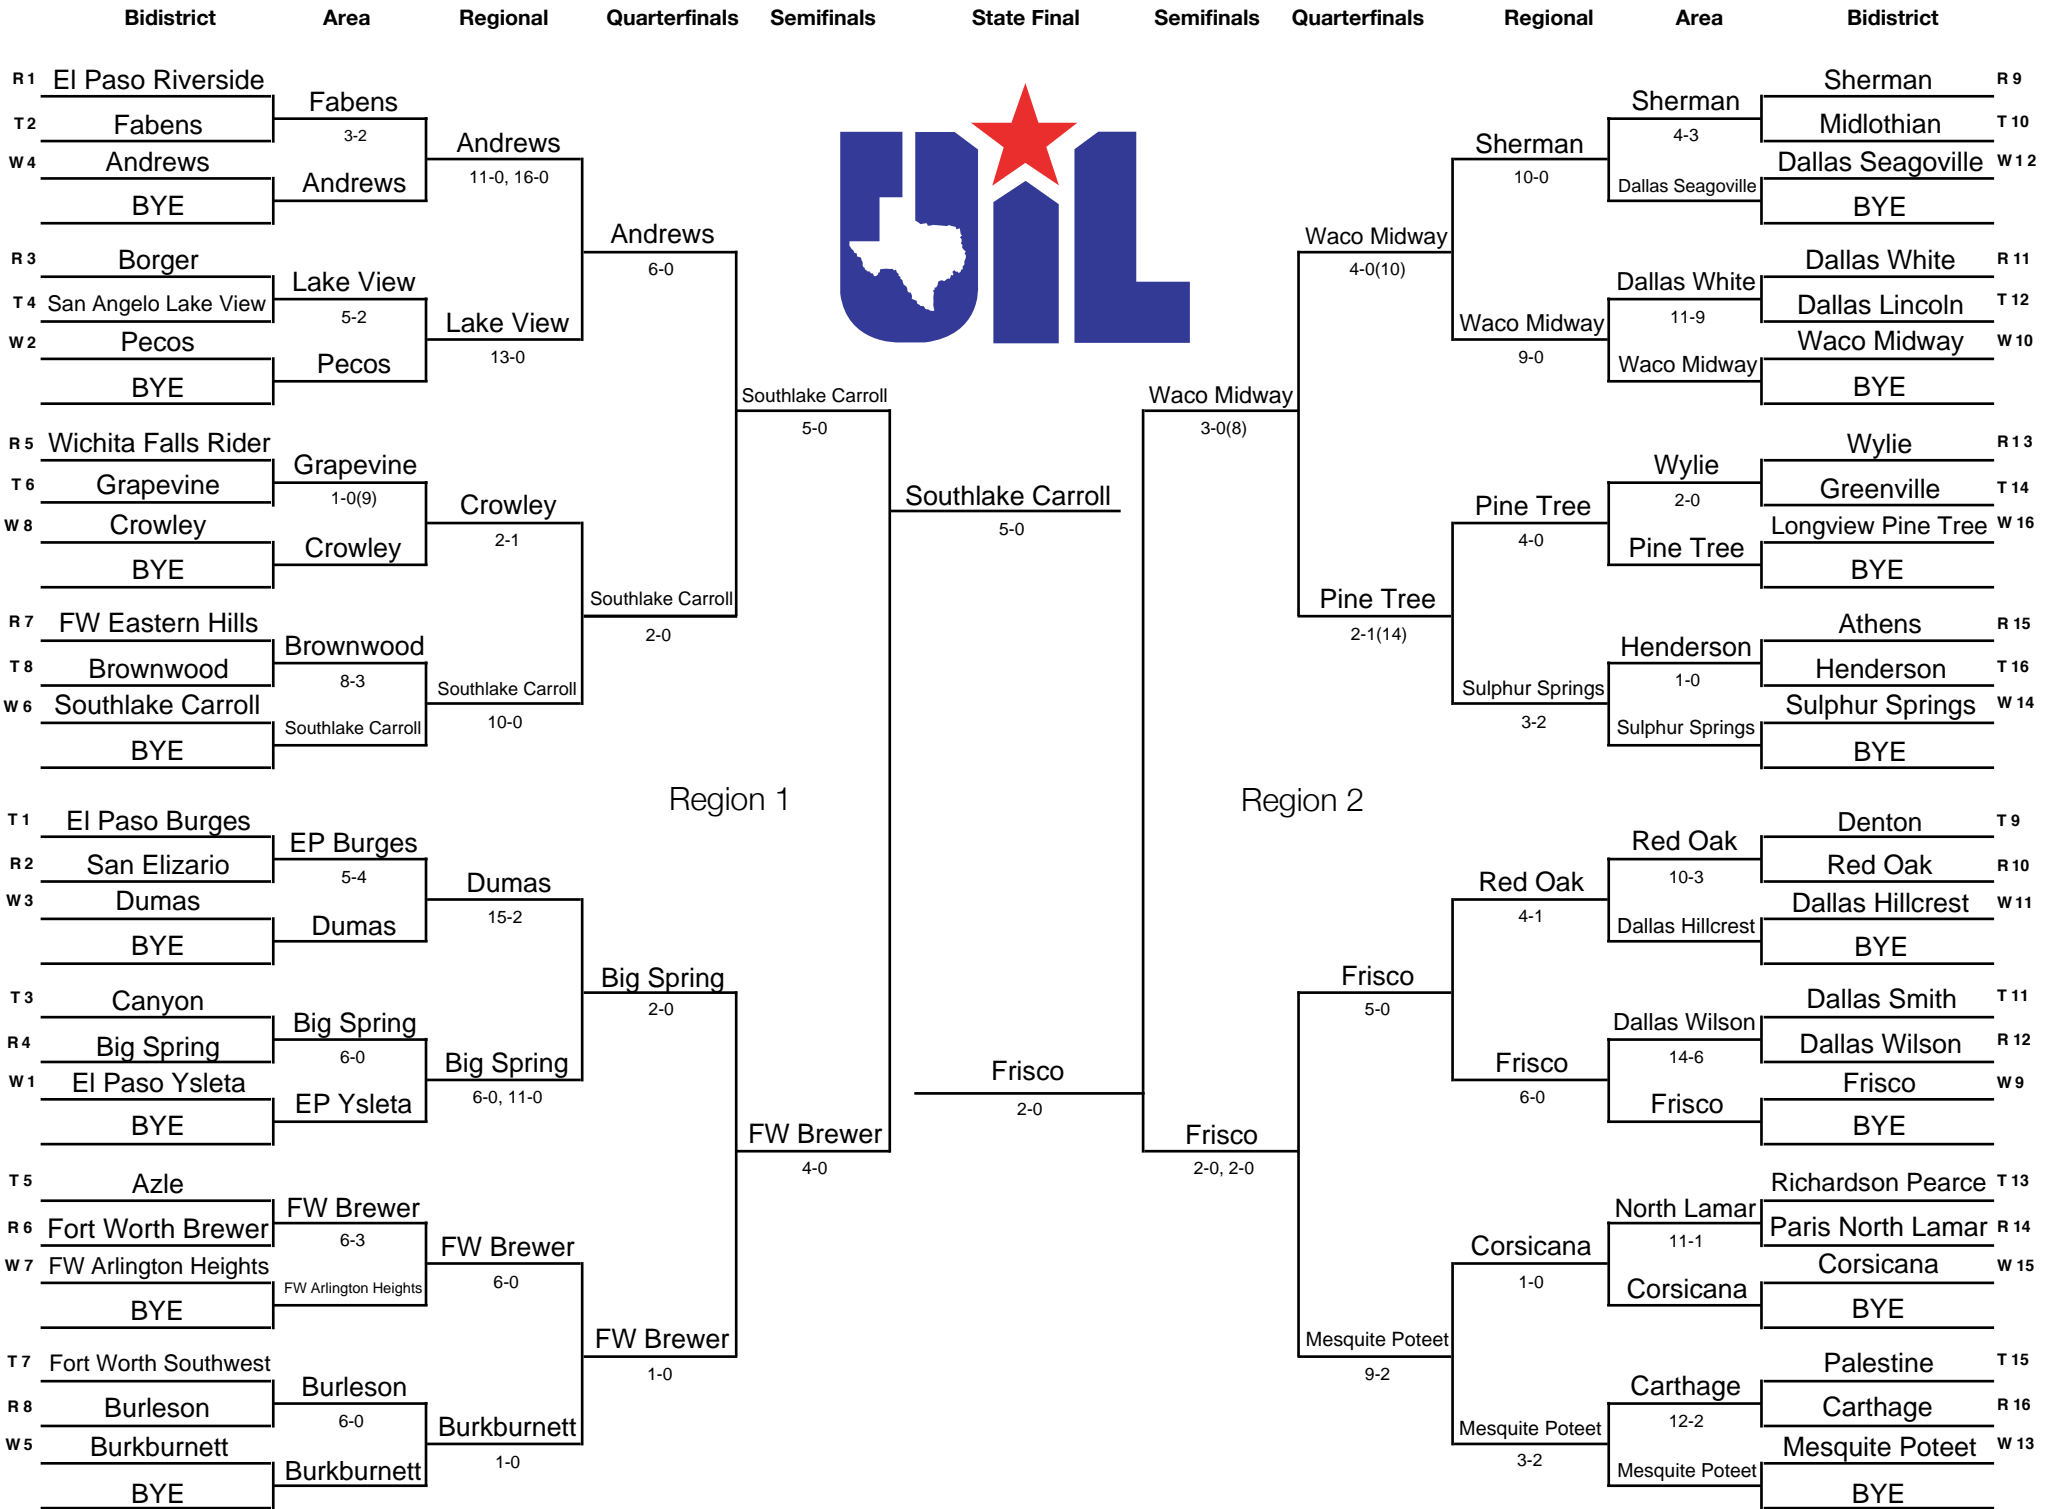 Bidistrict Area Regional Quarterfinals Semifinals State Final Semifinals Quarterfinals Regional Area Bidistrict
R 1 El Paso Riverside
Fabens
T 2 Fabens
3-2
Andrews
W 4 Andrews
11-0, 16-0
Andrews
BYE
Andrews
6-0
R 3 Borger
Lake View
T 4 San Angelo Lake View
5-2
Lake View
W 2 Pecos
13-0
Pecos
BYE
Southlake Carroll
5-0
R 5 Wichita Falls Rider
Grapevine
T 6 Grapevine
1-0(9)
Crowley
W 8 Crowley
2-1
Crowley
BYE
Southlake Carroll
2-0
R 7 FW Eastern Hills
Brownwood
T 8 Brownwood
8-3
Southlake Carroll
W 6 Southlake Carroll
10-0
Southlake Carroll
BYE
Southlake Carroll
5-0
Region 1
T 1 El Paso Burges
EP Burges
R 2 San Elizario
5-4
Dumas
W 3 Dumas
15-2
Dumas
BYE
Big Spring
2-0
T 3 Canyon
Big Spring
R 4 Big Spring
6-0
Big Spring
W 1 El Paso Ysleta
6-0, 11-0
EP Ysleta
BYE
FW Brewer
4-0
T 5 Azle
FW Brewer
R 6 Fort Worth Brewer
6-3
FW Brewer
W 7 FW Arlington Heights
6-0
FW Arlington Heights
BYE
FW Brewer
1-0
T 7 Fort Worth Southwest
Burleson
R 8 Burleson
6-0
Burkburnett
W 5 Burkburnett
1-0
Burkburnett
BYE
UIL
Sherman R 9
Sherman
Midlothian T 10
4-3
Sherman
Dallas Seagoville W 1 2
10-0
Dallas Seagoville
BYE
Waco Midway
4-0(10)
Dallas White R 11
Dallas White
Dallas Lincoln T 12
11-9
Waco Midway
Waco Midway W 10
9-0
Waco Midway
BYE
Waco Midway
3-0(8)
Wylie R 1 3
Wylie
Greenville T 14
2-0
Pine Tree
Longview Pine Tree W 16
4-0
Pine Tree
BYE
Pine Tree
2-1(14)
Athens R 15
Henderson
Henderson T 16
1-0
Sulphur Springs
Sulphur Springs W 14
3-2
Sulphur Springs
BYE
Region 2
Frisco
2-0
Denton T 9
Red Oak
Red Oak R 10
10-3
Red Oak
Dallas Hillcrest W 11
4-1
Dallas Hillcrest
BYE
Frisco
5-0
Dallas Smith T 11
Dallas Wilson
Dallas Wilson R 12
14-6
Frisco
Frisco W 9
6-0
Frisco
BYE
Frisco
2-0, 2-0
Richardson Pearce T 13
North Lamar
Paris North Lamar R 14
11-1
Corsicana
Corsicana W 15
1-0
Corsicana
BYE
Mesquite Poteet
9-2
Palestine T 15
Carthage
Carthage R 16
12-2
Mesquite Poteet
Mesquite Poteet W 13
3-2
Mesquite Poteet
BYE